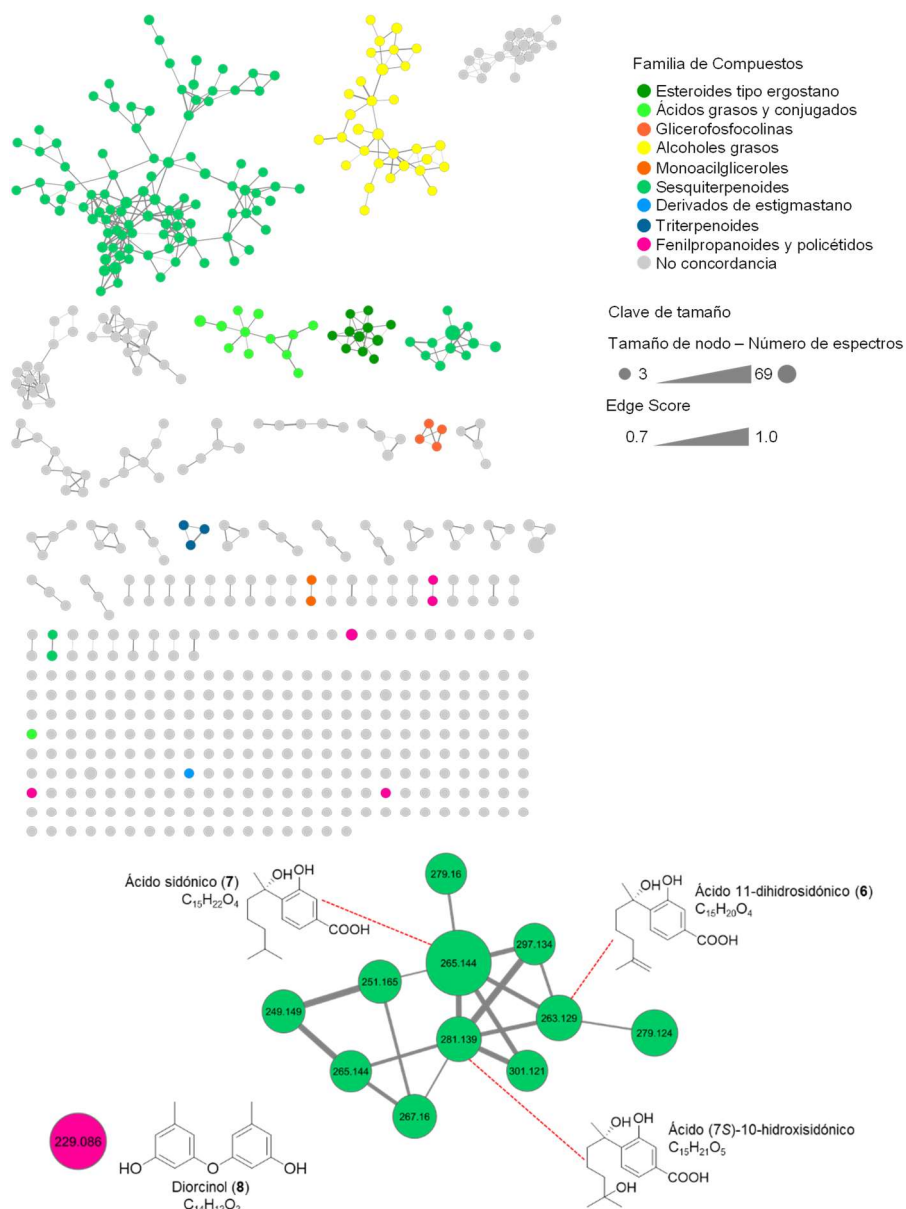 Familia de Compuestos
Esteroides tipo ergostano
Ácidos grasos y conjugados
Glicerofosfocolinas
Alcoholes grasos
Monoacilgliceroles
Sesquiterpenoides
Derivados de estigmastano
Triterpenoides
Fenilpropanoides y policétidos
No concordancia
Clave de tamaño
Tamaño de nodo – Número de espectros
3 69
Edge Score
0.7 1.0
Ácido sidónico (7)
C15H22O4
OH OH
COOH
279.16
Ácido 11-dihidrosidónico (6)
C15H20O4
OH OH
COOH
297.134
265.144
251.165
249.149
263.129
279.124
281.139
265.144
301.121
267.16
229.086
HO O OH
Diorcinol (8)
Ácido (7S)-10-hidroxisidónico
C15H21O5
OH OH
COOH
OH